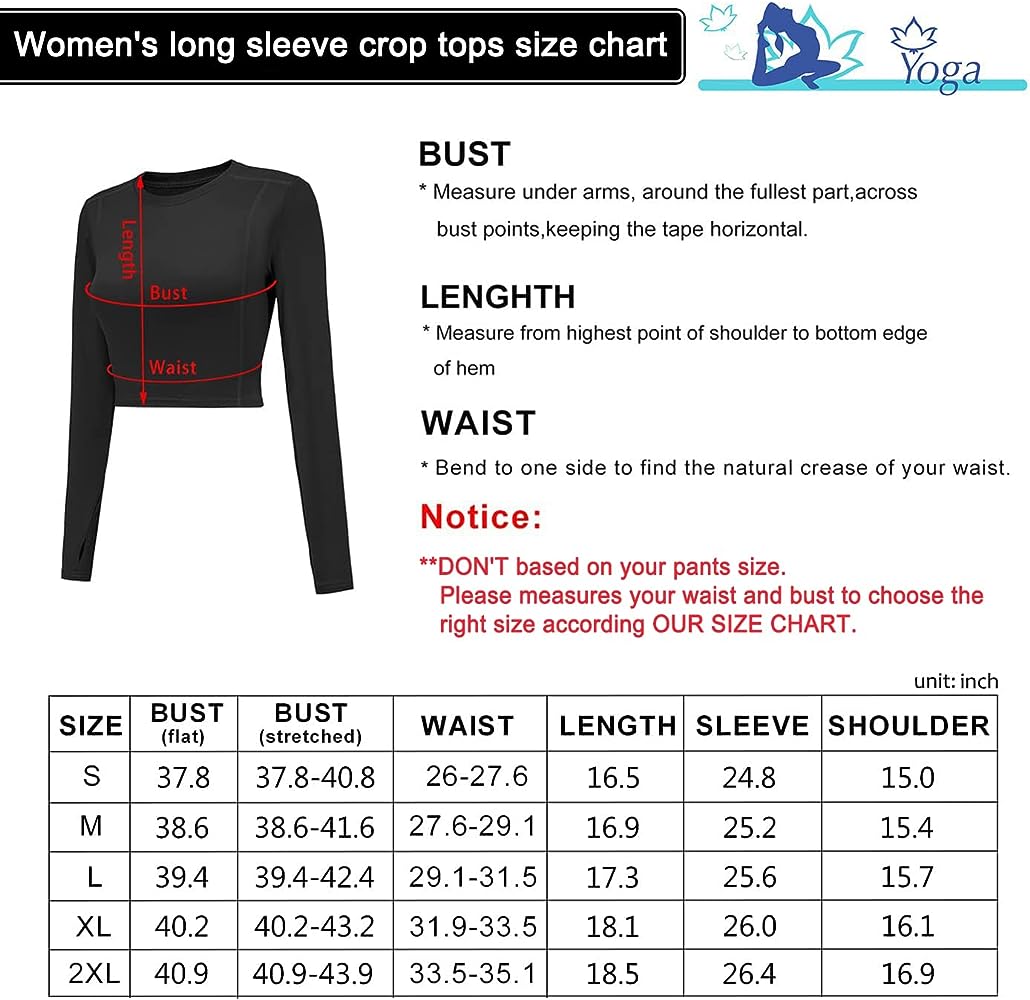 Women's long sleeve crop tops size chart
Yoga
Length
Bust
Waist
BUST
* Measure under arms, around the fullest part,across
bust points,keeping the tape horizontal.
LENGHTH
* Measure from highest point of shoulder to bottom edge
of hem
WAIST
* Bend to one side to find the natural crease of your waist.
Notice:
**DON'T based on your pants size.
Please measures your waist and bust to choose the
right size according OUR SIZE CHART.
unit: inch
SIZE BUST (flat) BUST (stretched) WAIST LENGTH SLEEVE SHOULDER
S 37.8 37.8-40.8 26-27.6 16.5 24.8 15.0
M 38.6 38.6-41.6 27.6-29.1 16.9 25.2 15.4
L 39.4 39.4-42.4 29.1-31.5 17.3 25.6 15.7
XL 40.2 40.2-43.2 31.9-33.5 18.1 26.0 16.1
2XL 40.9 40.9-43.9 33.5-35.1 18.5 26.4 16.9